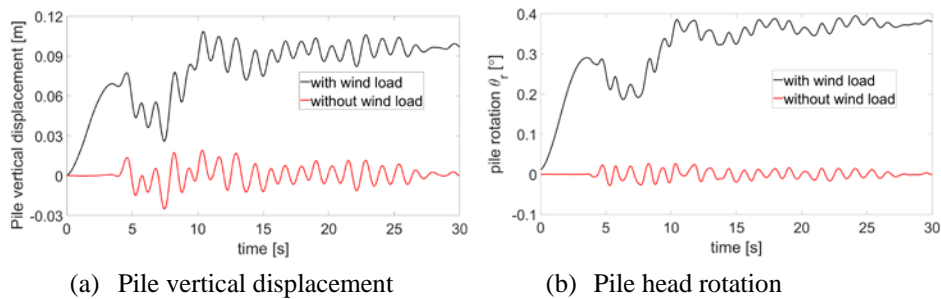 0.12
0.09
0.06
0.03
0
-0.03
Pile vertical displacement [m]
with wind load
without wind load
0 5 10 15 20 25 30
time [s]
(a) Pile vertical displacement
0.4
0.3
0.2
0.1
0
-0.1
pile rotation θr [°]
with wind load
without wind load
0 5 10 15 20 25 30
time [s]
(b) Pile head rotation